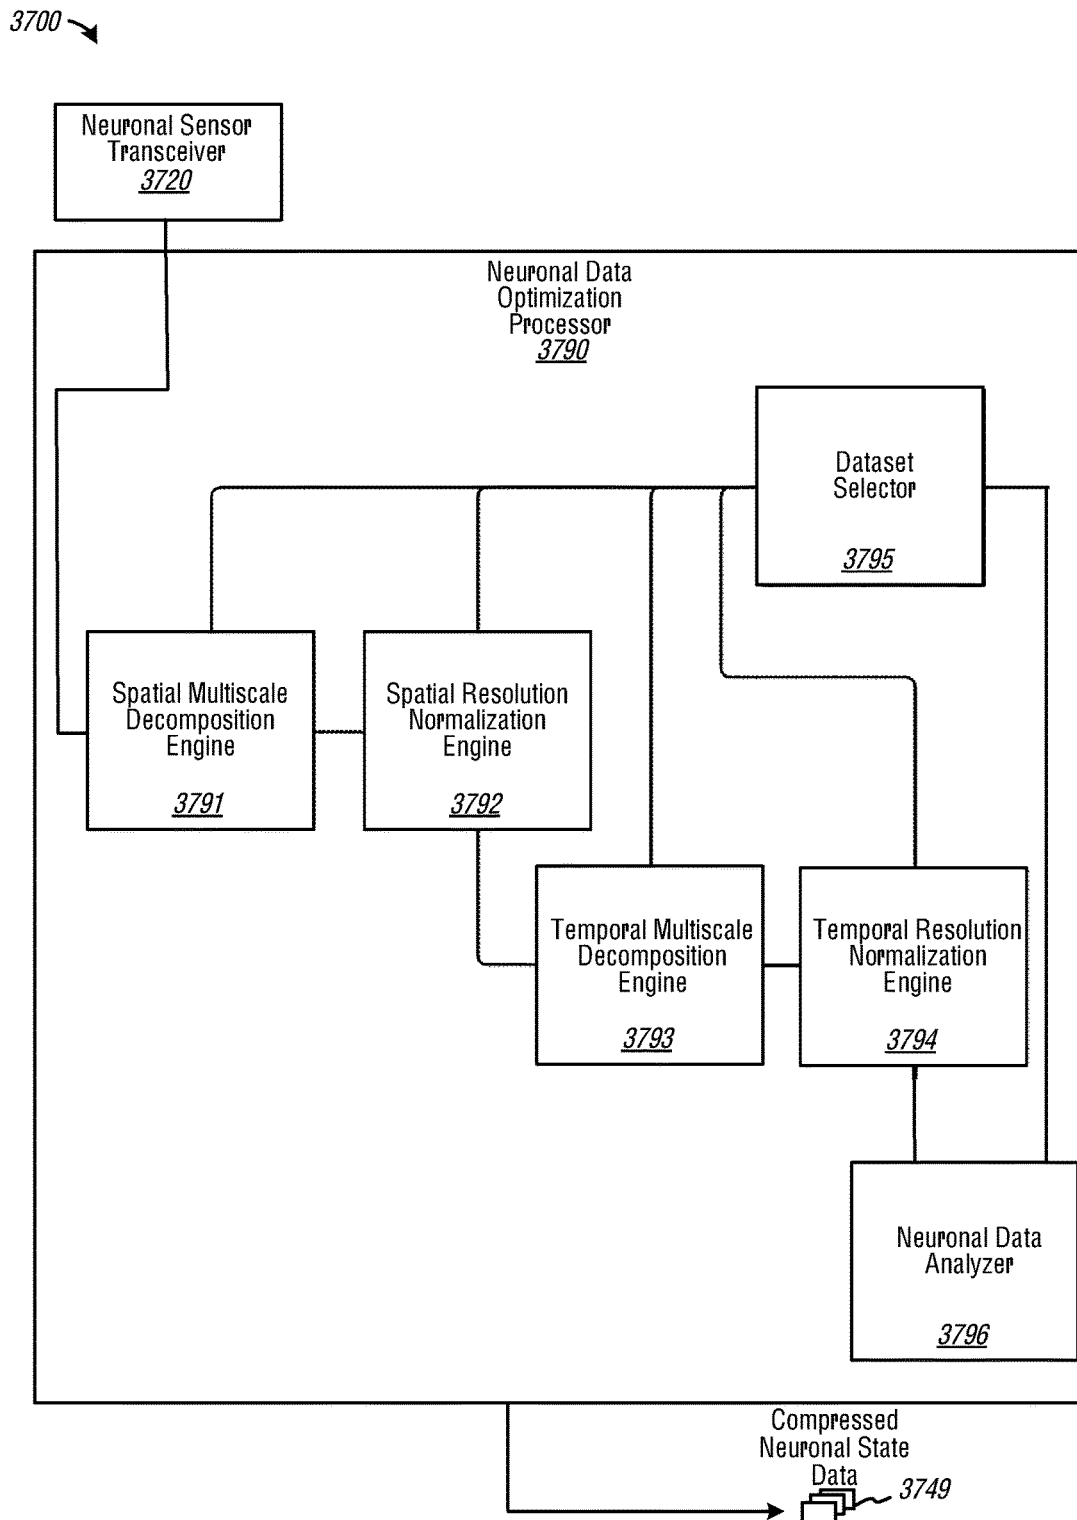 3700
Neuronal Sensor
Transceiver
3720
Neuronal Data
Optimization
Processor
3790
Dataset
Selector
3795
Spatial Multiscale
Decomposition
Engine
3791
Spatial Resolution
Normalization
Engine
3792
Temporal Multiscale
Decomposition
Engine
3793
Temporal Resolution
Normalization
Engine
3794
Neuronal Data
Analyzer
3796
Compressed
Neuronal State
Data
3749